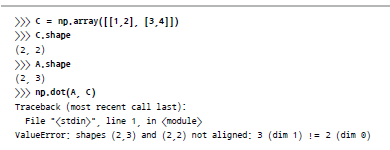 >>> C = np.array([[1,2], [3,4]])
>>> C.shape
(2, 2)
>>> A.shape
(2, 3)
>>> np.dot(A, C)
Traceback (most recent call last):
  File "<stdin>", line 1, in <module>
ValueError: shapes (2,3) and (2,2) not aligned: 3 (dim 1) != 2 (dim 0)